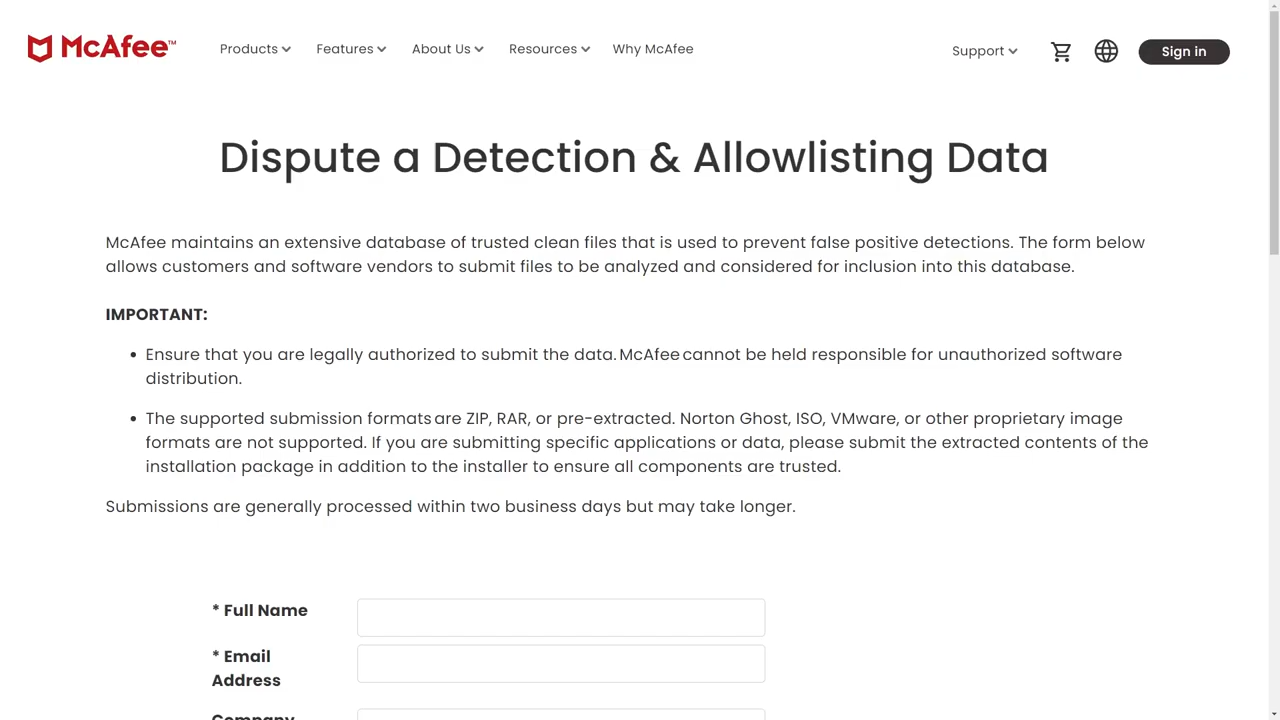 McAfee™
Products
Features
About Us
Resources
Why McAfee
Support
Sign in
Dispute a Detection & Allowlisting Data
McAfee maintains an extensive database of trusted clean files that is used to prevent false positive detections. The form below
allows customers and software vendors to submit files to be analyzed and considered for inclusion into this database.
IMPORTANT:
• Ensure that you are legally authorized to submit the data. McAfee cannot be held responsible for unauthorized software
distribution.
• The supported submission formats are ZIP, RAR, or pre-extracted. Norton Ghost, ISO, VMware, or other proprietary image
formats are not supported. If you are submitting specific applications or data, please submit the extracted contents of the
installation package in addition to the installer to ensure all components are trusted.
Submissions are generally processed within two business days but may take longer.
* Full Name
* Email
Address
Company